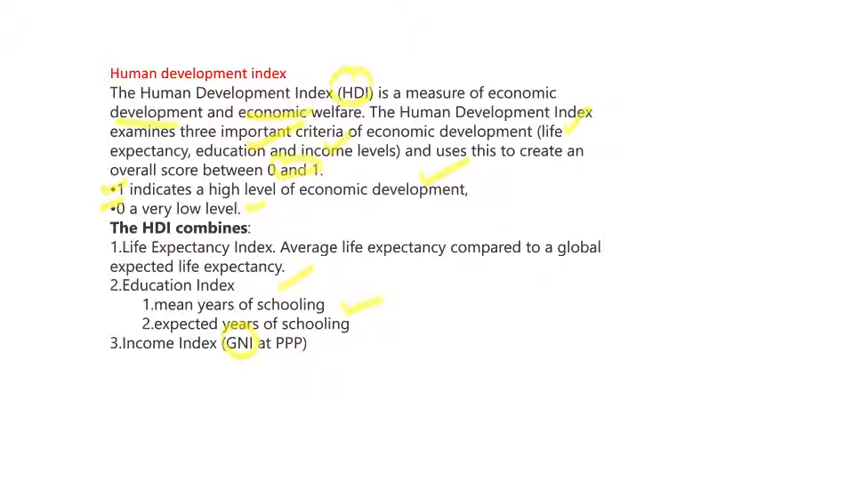 Human development index
The Human Development Index (HDI) is a measure of economic
development and economic welfare. The Human Development Index
examines three important criteria of economic development (life
expectancy, education and income levels) and uses this to create an
overall score between 0 and 1.
•1 indicates a high level of economic development,
•0 a very low level.
The HDI combines:
1.Life Expectancy Index. Average life expectancy compared to a global
expected life expectancy.
2.Education Index
1.mean years of schooling
2.expected years of schooling
3.Income Index (GNI at PPP)